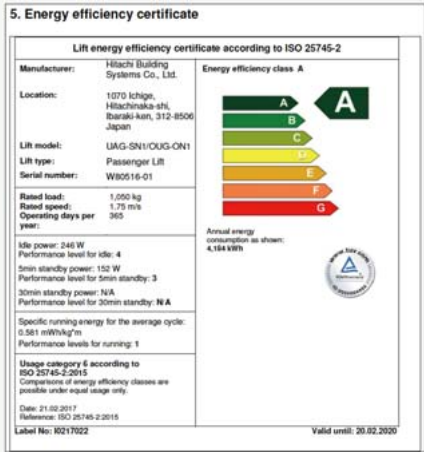 5. Energy efficiency certificate
Lift energy efficiency certificate according to ISO 25745-2
Manufacturer: Hitachi Building
Systems Co., Ltd.
Location: 1070 Ichige,
Hitachinaka-shi,
Ibaraki-ken, 312-8506
Japan
Lift model: UAG-SN1/OUG-ON1
Lift type: Passenger Lift
Serial number: W80516-01
Rated load: 1,050 kg
Rated speed: 1.75 m/s
Operating days per 365
year:
Idle power: 246 W
Performance level for idle: 4
5min standby power: 152 W
Performance level for 5min standby: 3
30min standby power: N/A
Performance level for 30min standby: N/A
Specific running energy for the average cycle:
0.581 mWh/kg*m
Performance levels for running: 1
Usage category 6 according to
ISO 25745-2:2015
Comparisons of energy efficiency classes are
possible under equal usage only.
Date: 21.02.2017
Reference: ISO 25745-2:2015
Label No: I0217022
Energy efficiency class A
A
A
B
C
D
E
F
G
Annual energy
consumption as shown:
4,184 kWh
Valid until: 20.02.2020